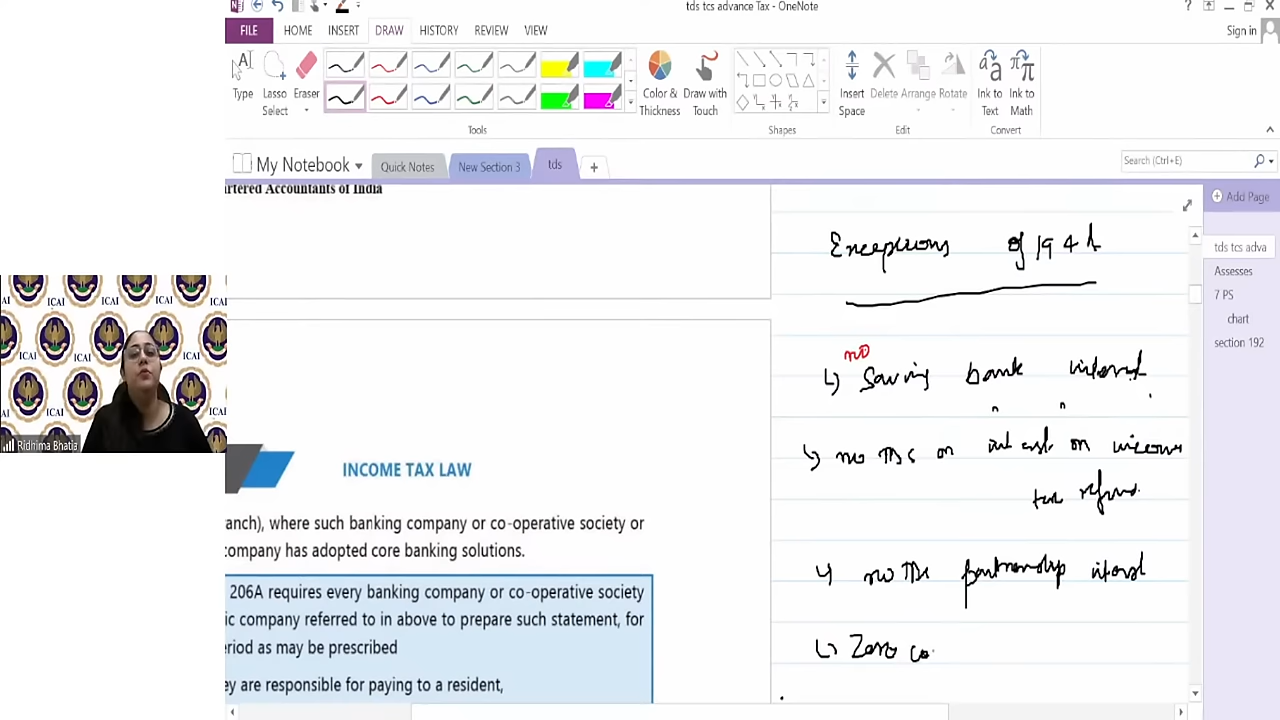 tds tcs advance Tax - OneNote
FILE HOME INSERT DRAW HISTORY REVIEW VIEW
Sign in
Type
Lasso Select
Eraser
Color & Thickness
Draw with Touch
Insert Space
Delete
Arrange
Rotate
Ink to Text
Ink to Math
Tools
Shapes
Edit
Convert
My Notebook
Quick Notes
New Section 3
tds
Search (Ctrl+E)
Add Page
tds tcs adva
Assesses
7 PS
chart
section 192
rtered Accountants of India
INCOME TAX LAW
anch), where such banking company or co-operative society or
company has adopted core banking solutions.
206A requires every banking company or co-operative society
ic company referred to in above to prepare such statement, for
eriod as may be prescribed
ey are responsible for paying to a resident,
of 194A
no
Saving bank interest
no TDS on interest on income
tax refund
no TDS partnership interest
Zero co
ICAI
Ridhima Bhatia